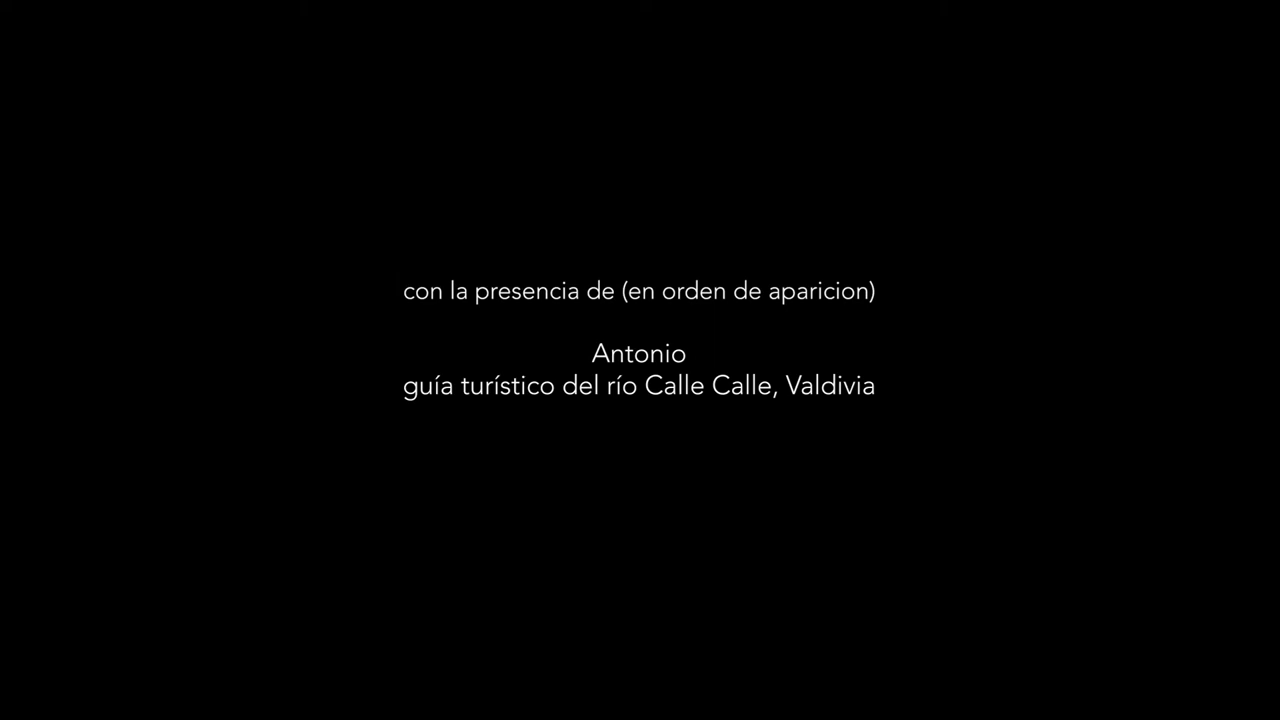 con la presencia de (en orden de aparicion)
Antonio
guía turístico del río Calle Calle, Valdivia